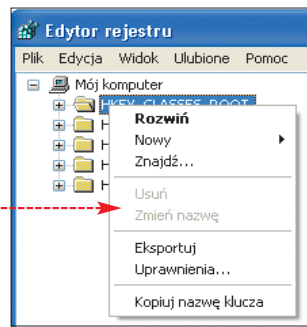 Edytor rejestru
Plik Edycja Widok Ulubione Pomoc
Mój komputer
HKEY_CLASSES_ROOT
H
Rozwiń
H
Nowy
H
Znajdź...
H
Usuń
Zmień nazwę
Eksportuj
Uprawnienia...
Kopiuj nazwę klucza